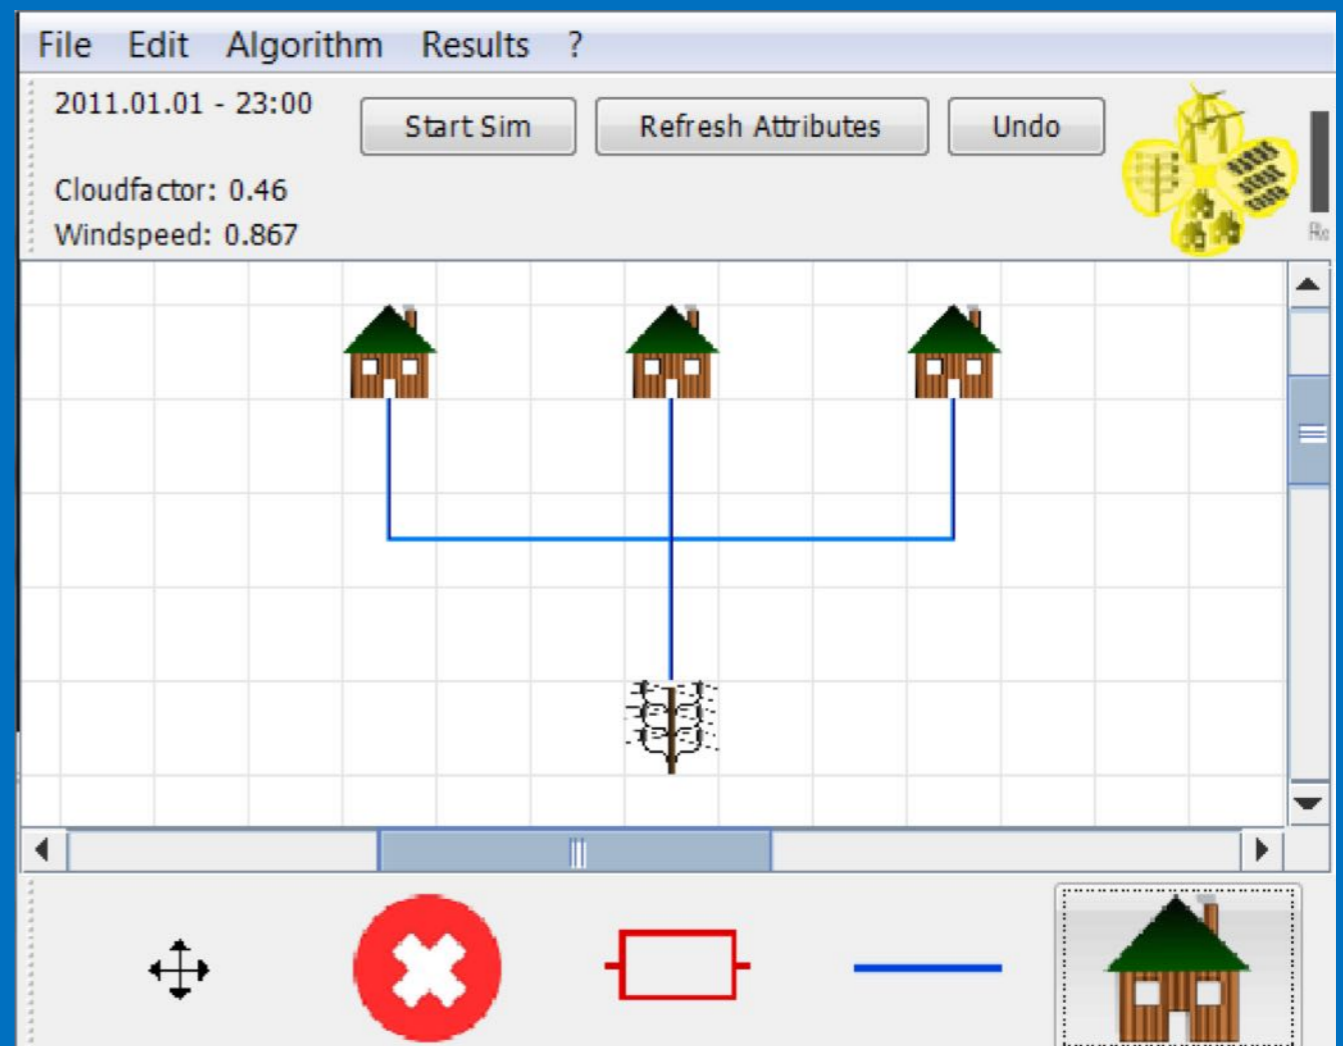 File Edit Algorithm Results ?
2011.01.01 - 23:00
Start Sim Refresh Attributes Undo
Cloudfactor: 0.46
Windspeed: 0.867